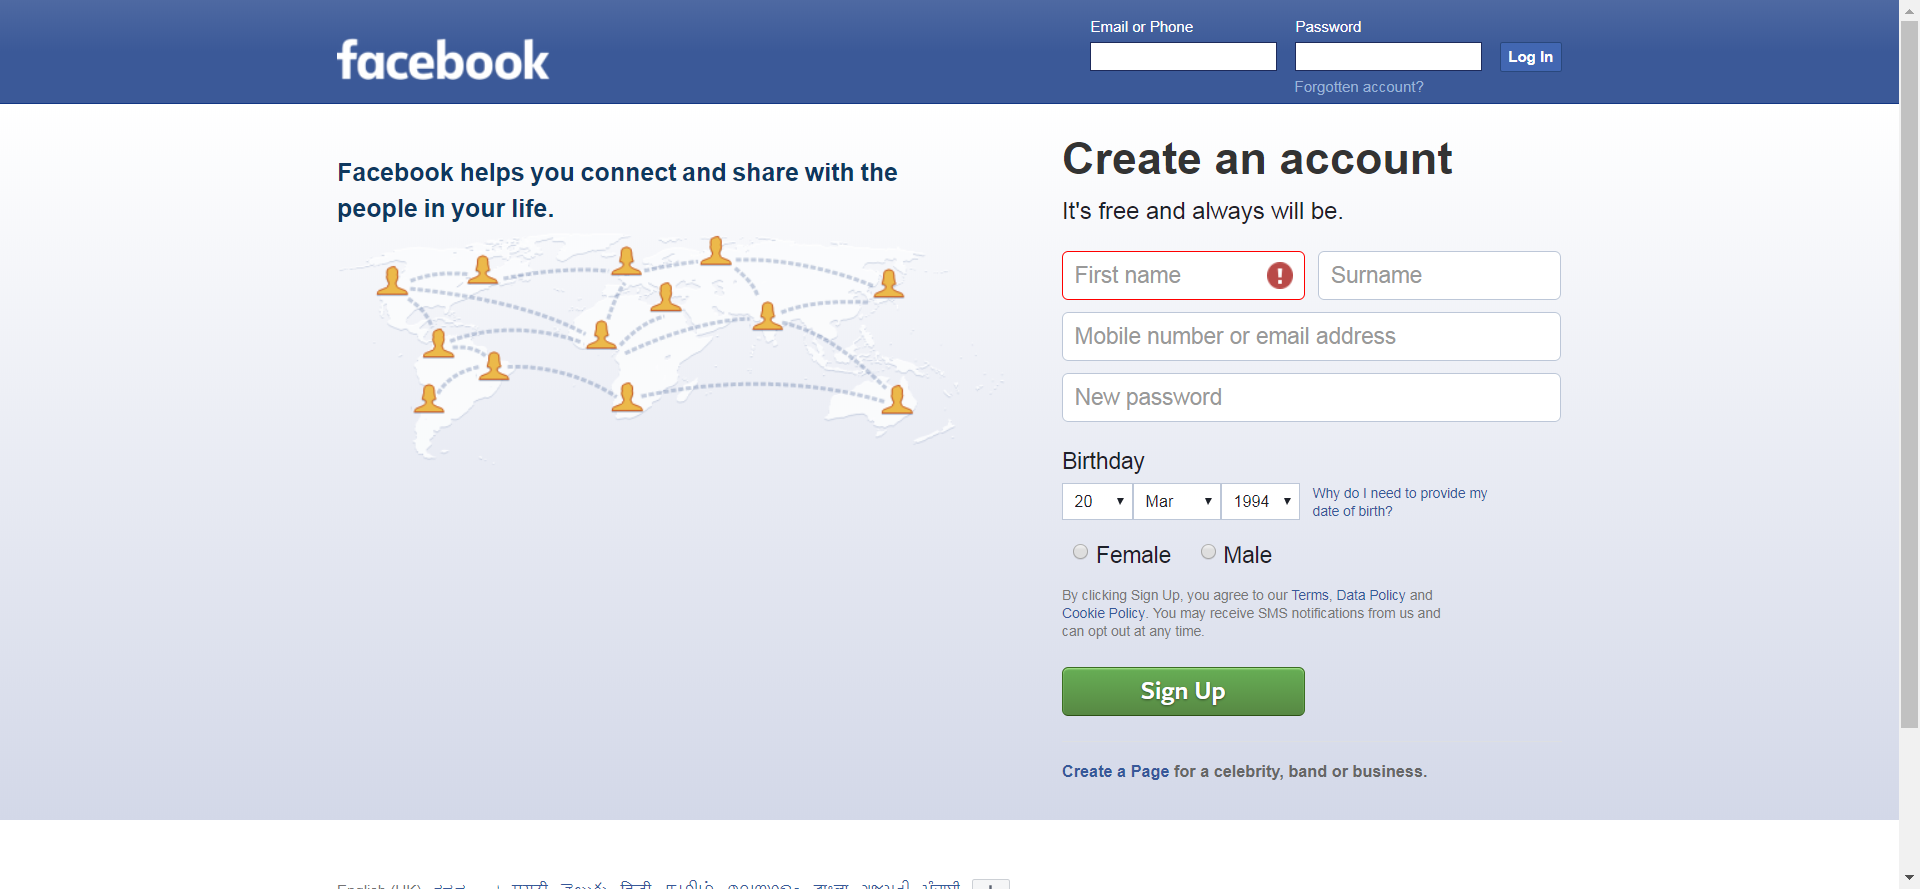 facebook
Email or Phone
Password
Log In
Forgotten account?
Facebook helps you connect and share with the
people in your life.
Create an account
It's free and always will be.
First name
Surname
Mobile number or email address
New password
Birthday
20 Mar 1994
Why do I need to provide my
date of birth?
Female Male
By clicking Sign Up, you agree to our Terms, Data Policy and
Cookie Policy. You may receive SMS notifications from us and
can opt out at any time.
Sign Up
Create a Page for a celebrity, band or business.
English (UK) मराठी हिन्दी